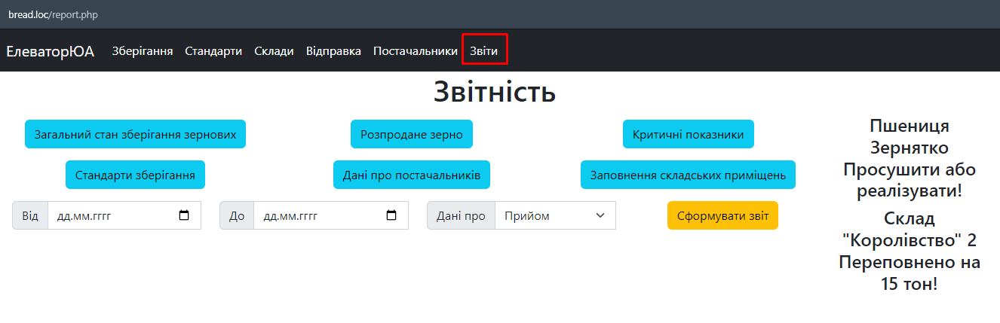 bread.loc/report.php
ЕлеваторЮА Зберігання Стандарти Склади Відправка Постачальники Звіти
Звітність
Загальний стан зберігання зернових Розпродане зерно Критичні показники
Стандарти зберігання Дані про постачальників Заповнення складських приміщень
Від дд.мм.гггг До дд.мм.гггг Дані про Прийом Сформувати звіт
Пшениця
Зернятко
Просушити або
реалізувати!
Склад
"Королівство" 2
Переповнено на
15 тон!